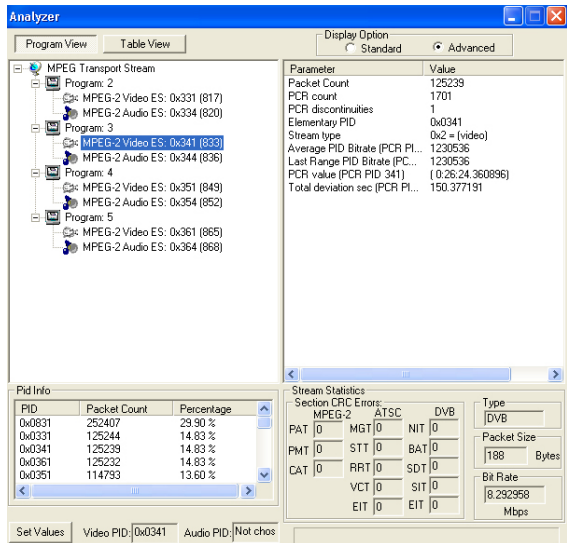 Analyzer
Program View Table View
Display Option
Standard Advanced
MPEG Transport Stream
Program: 2
MPEG-2 Video ES: 0x331 (817)
MPEG-2 Audio ES: 0x334 (820)
Program: 3
MPEG-2 Video ES: 0x341 (833)
MPEG-2 Audio ES: 0x344 (836)
Program: 4
MPEG-2 Video ES: 0x351 (849)
MPEG-2 Audio ES: 0x354 (852)
Program: 5
MPEG-2 Video ES: 0x361 (865)
MPEG-2 Audio ES: 0x364 (868)
Parameter Value
Packet Count 125239
PCR count 1701
PCR discontinuities 1
Elementary PID 0x0341
Stream type 0x2 = (video)
Average PID Bitrate (PCR PI... 1230536
Last Range PID Bitrate (PC... 1230536
PCR value (PCR PID 341) ( 0:26:24.360896)
Total deviation sec (PCR PI... 150.377191
Pid Info
PID Packet Count Percentage
0x0831 252407 29.90 %
0x0331 125244 14.83 %
0x0341 125239 14.83 %
0x0361 125232 14.83 %
0x0351 114793 13.60 %
Set Values Video PID: 0x0341 Audio PID: Not chos
Stream Statistics
Section CRC Errors:
MPEG-2 ATSC DVB
PAT 0 MGT 0 NIT 0
PMT 0 STT 0 BAT 0
CAT 0 RRT 0 SDT 0
VCT 0 SIT 0
EIT 0 EIT 0
Type
DVB
Packet Size
188 Bytes
Bit Rate
8.292958
Mbps